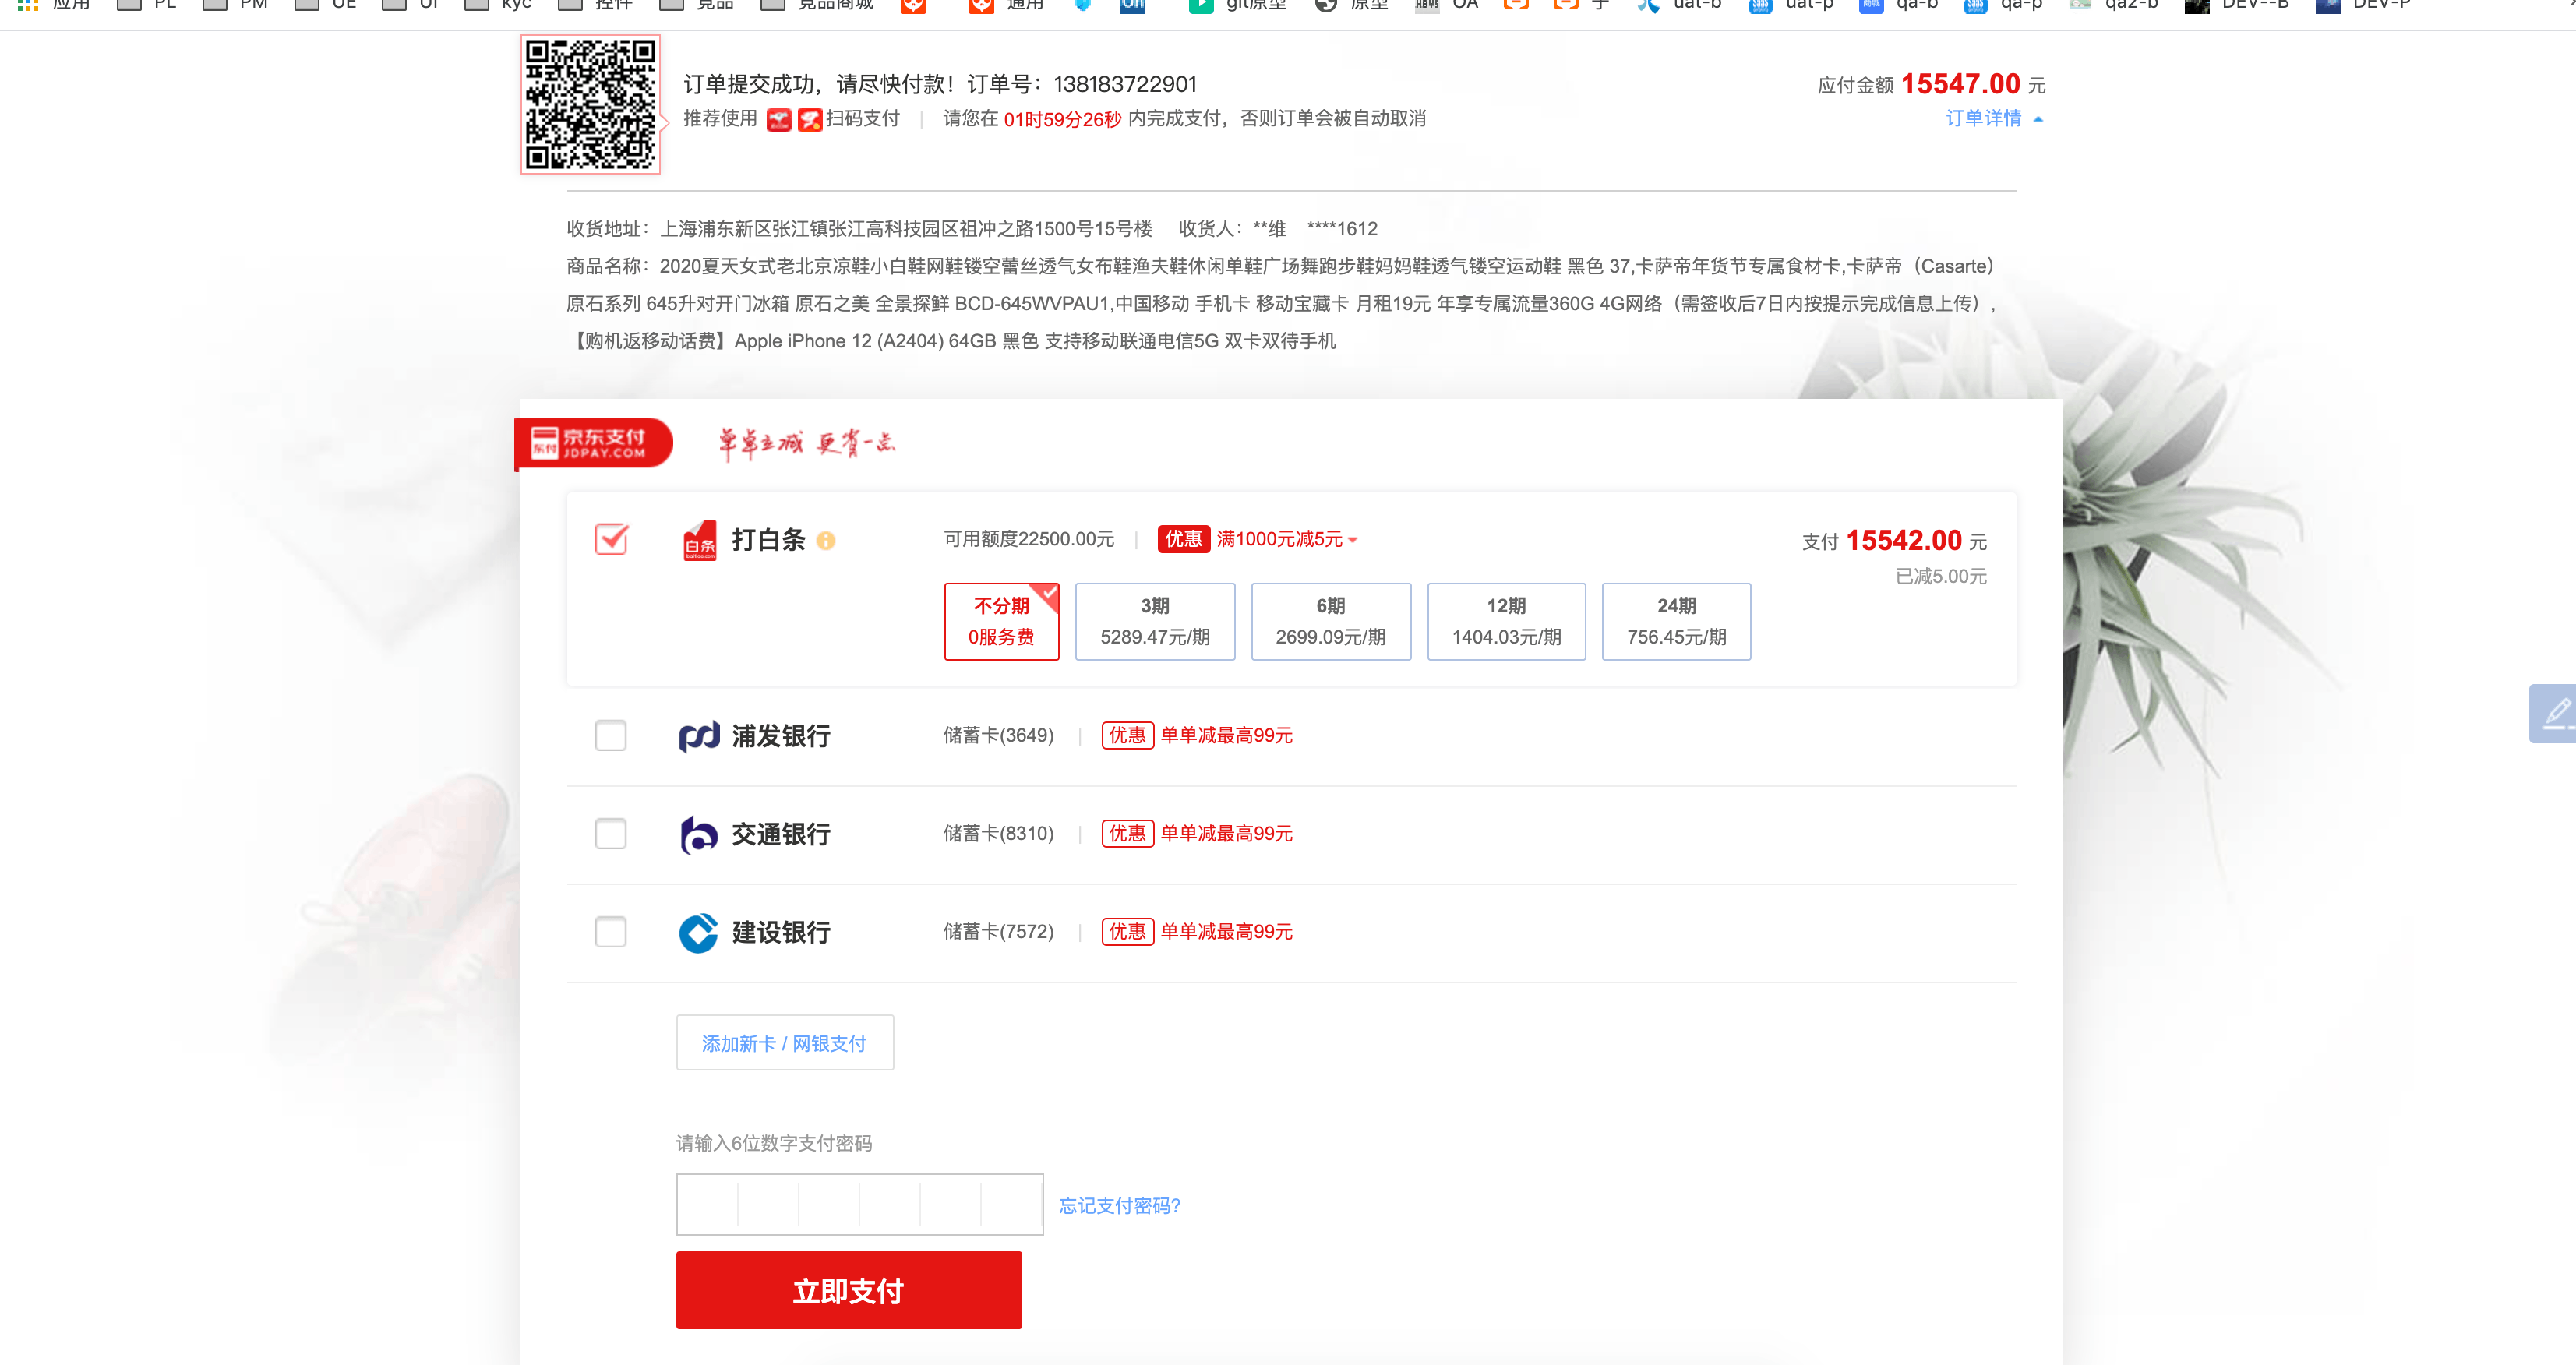 应用 PL PM UE UI kyc 控件 竞品 竞品商城 通用 git原型 原型 OA uat-b uat-p qa-b qa-p qa2-b DEV--B DEV-P
订单提交成功，请尽快付款！订单号：138183722901
应付金额 15547.00 元
推荐使用 扫码支付 | 请您在 01时59分26秒 内完成支付，否则订单会被自动取消
订单详情
收货地址：上海浦东新区张江镇张江高科技园区祖冲之路1500号15号楼 收货人：**维 ****1612
商品名称：2020夏天女式老北京凉鞋小白鞋网鞋镂空蕾丝透气女布鞋渔夫鞋休闲单鞋广场舞跑步鞋妈妈鞋透气镂空运动鞋 黑色 37,卡萨帝年货节专属食材卡,卡萨帝（Casarte）
原石系列 645升对开门冰箱 原石之美 全景探鲜 BCD-645WVPAU1,中国移动 手机卡 移动宝藏卡 月租19元 年享专属流量360G 4G网络（需签收后7日内按提示完成信息上传）,
【购机返移动话费】Apple iPhone 12 (A2404) 64GB 黑色 支持移动联通电信5G 双卡双待手机
东付 京东支付
JDPAY.COM
单单立减 更省一点
白条 打白条 可用额度22500.00元 | 优惠 满1000元减5元
支付 15542.00 元
已减5.00元
不分期 3期 6期 12期 24期
0服务费 5289.47元/期 2699.09元/期 1404.03元/期 756.45元/期
浦发银行 储蓄卡(3649) | 优惠 单单减最高99元
交通银行 储蓄卡(8310) | 优惠 单单减最高99元
建设银行 储蓄卡(7572) | 优惠 单单减最高99元
添加新卡 / 网银支付
请输入6位数字支付密码
忘记支付密码?
立即支付